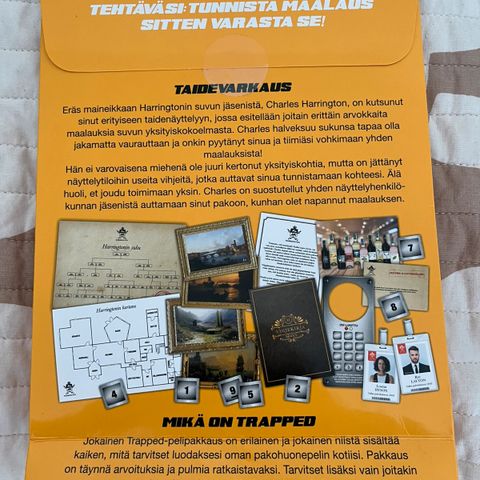 TEHTÄVÄSI: TUNNISTA MAALAUS
SITTEN VARASTA SE!
TAIDEVARKAUS
Eräs maineikkaan Harringtonin suvun jäsenistä, Charles Harrington, on kutsunut
sinut erityiseen taidenäyttelyyn, jossa esitellään joitain erittäin arvokkaita
maalauksia suvun yksityiskokoelmasta. Charles halveksuu sukunsa tapaa olla
jakamatta vaurauttaan ja onkin pyytänyt sinua ja tiimiäsi vohkimaan yhden
maalauksista!
Hän ei varovaisena miehenä ole juuri kertonut yksityiskohtia, mutta on jättänyt
näyttelytiloihin useita vihjeitä, jotka auttavat sinua tunnistamaan kohteesi. Älä
huoli, et joudu toimimaan yksin. Charles on suostutellut yhden näyttelyhenkilö-
kunnan jäsenistä auttamaan sinut pakoon, kunhan olet napannut maalauksen.
Harringtonin suku
7
8
Harringtonin kartano
VIESKIRJA
Louise
DYSON
Kai
LAYTON
4
1
9
5
2
MIKÄ ON TRAPPED
Jokainen Trapped-pelipakkaus on erilainen ja jokainen niistä sisältää
kaiken, mitä tarvitset luodaksesi oman pakohuonepelin kotiisi. Pakkaus
on täynnä arvoituksia ja pulmia ratkaistavaksi. Tarvitset lisäksi vain joitakin